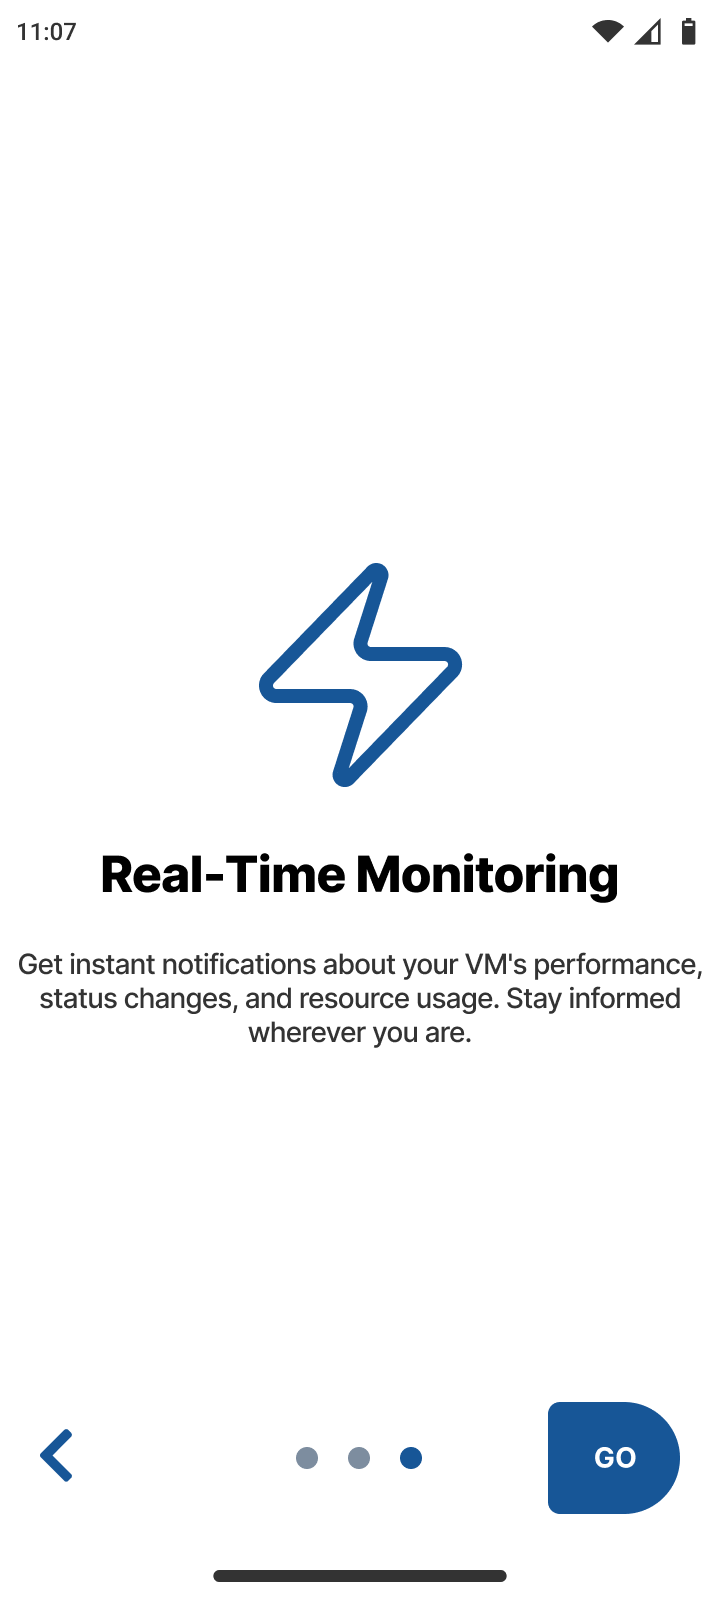 11:07
Real-Time Monitoring
Get instant notifications about your VM's performance,
status changes, and resource usage. Stay informed
wherever you are.
GO